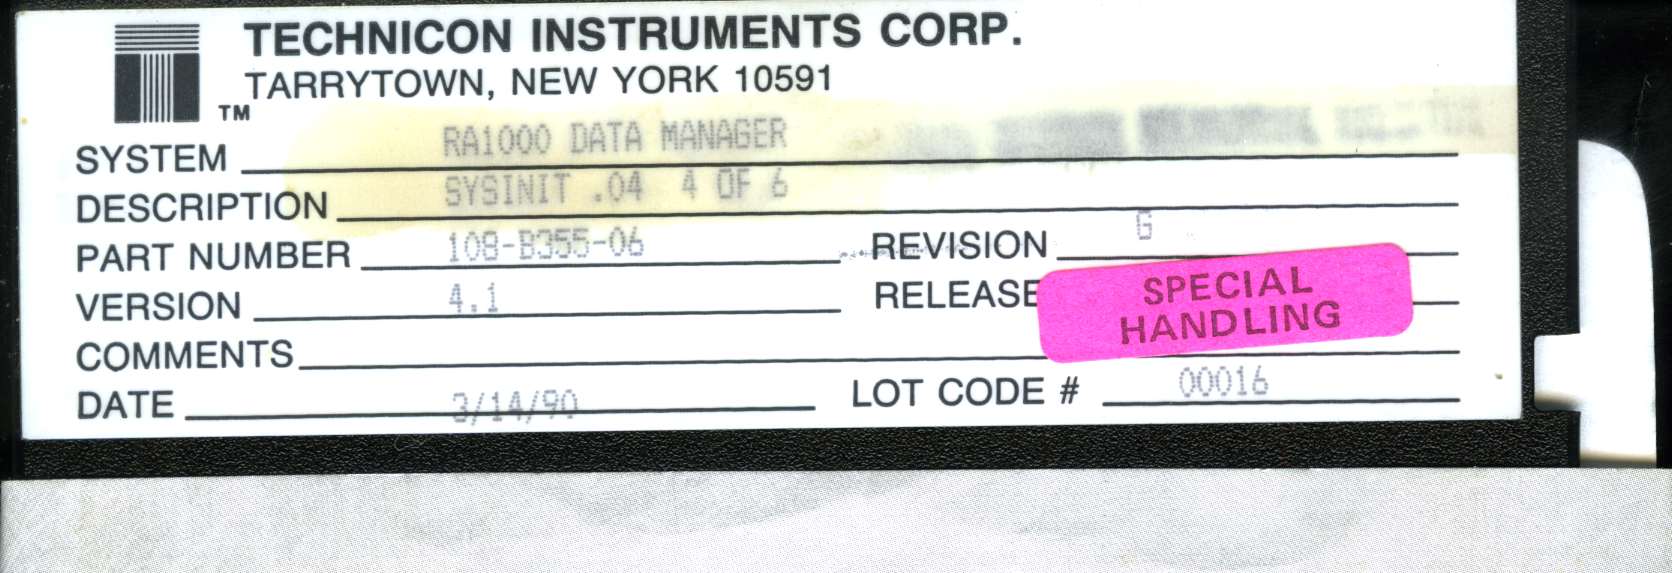 TECHNICON INSTRUMENTS CORP.
TARRYTOWN, NEW YORK 10591
TM
SYSTEM RA1000 DATA MANAGER
DESCRIPTION SYSINIT .04 4 OF 6
PART NUMBER 108-B355-06 REVISION G
VERSION 4.1 RELEASE
SPECIAL
HANDLING
COMMENTS
DATE 3/14/90 LOT CODE # 00016